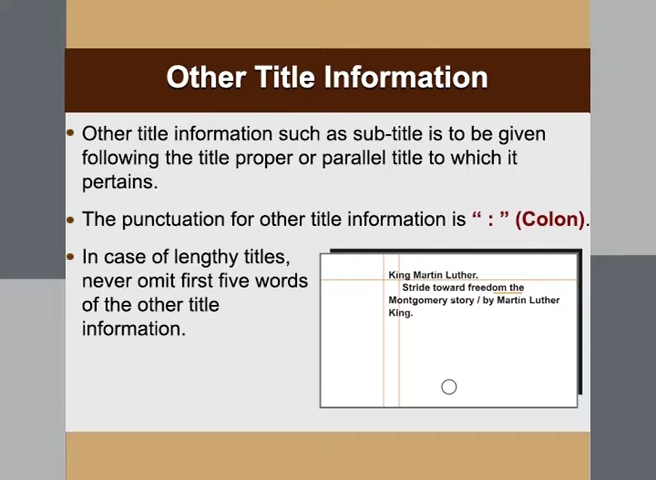 Other Title Information
• Other title information such as sub-title is to be given
following the title proper or parallel title to which it
pertains.
• The punctuation for other title information is “ : ” (Colon).
• In case of lengthy titles,
never omit first five words
of the other title
information.
King Martin Luther.
Stride toward freedom the
Montgomery story / by Martin Luther
King.